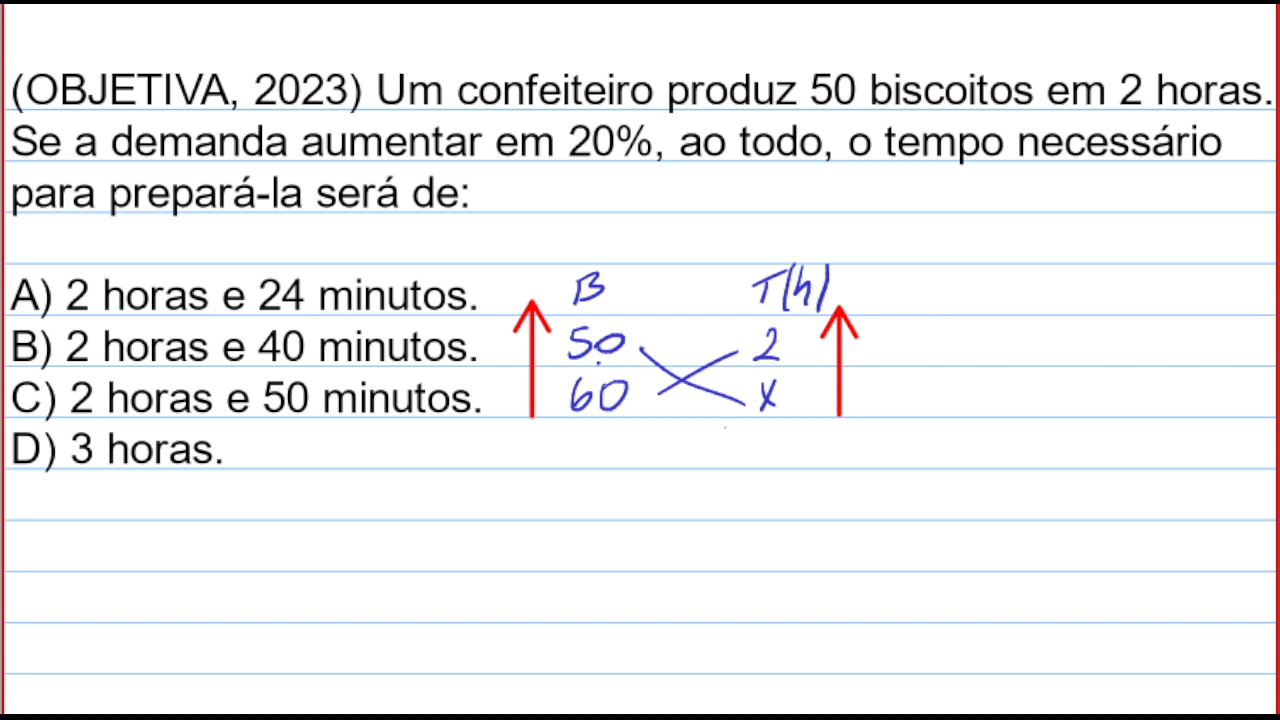 (OBJETIVA, 2023) Um confeiteiro produz 50 biscoitos em 2 horas.
Se a demanda aumentar em 20%, ao todo, o tempo necessário
para prepará-la será de:
A) 2 horas e 24 minutos.
B) 2 horas e 40 minutos.
C) 2 horas e 50 minutos.
D) 3 horas.
B T(h)
50 2
60 x